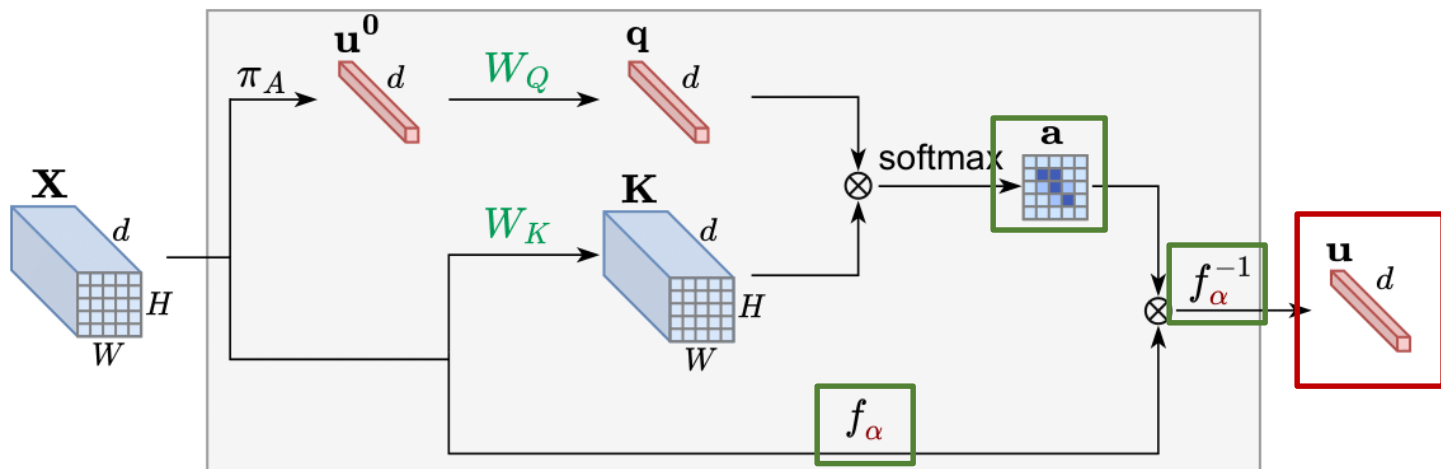 u⁰
q
π_A
d
W_Q
d
a
softmax
X
K
d
W_K
d
u
f_α^{-1}
d
H
H
W
W
f_α